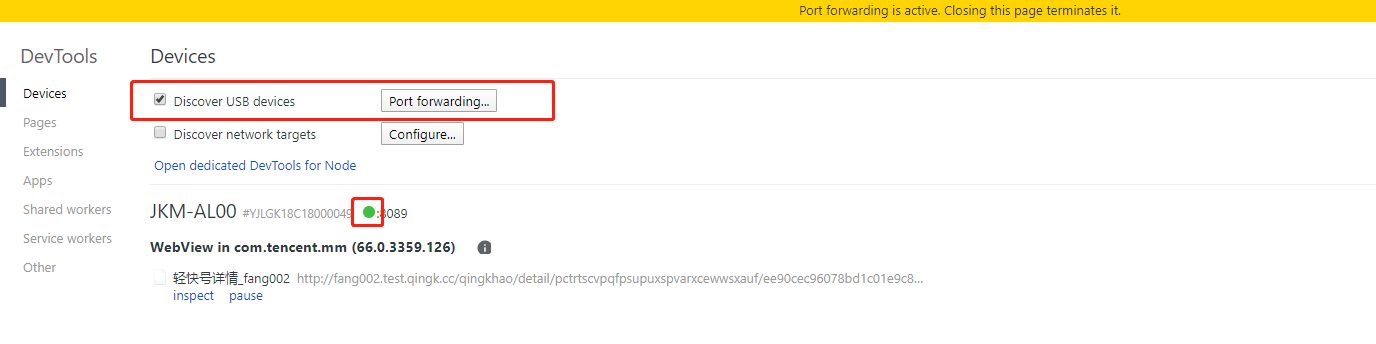 Port forwarding is active. Closing this page terminates it.
DevTools
Devices
Devices
Discover USB devices Port forwarding...
Pages
Discover network targets Configure...
Extensions
Open dedicated DevTools for Node
Apps
Shared workers
JKM-AL00 #YJLGK18C18000049 :8089
Service workers
WebView in com.tencent.mm (66.0.3359.126)
Other
轻快号详情_fang002 http://fang002.test.qingk.cc/qingkhao/detail/pctrtscvpqfpsupuxspvarxcewwsxauf/ee90cec96078bd1c01e9c8...
inspect pause